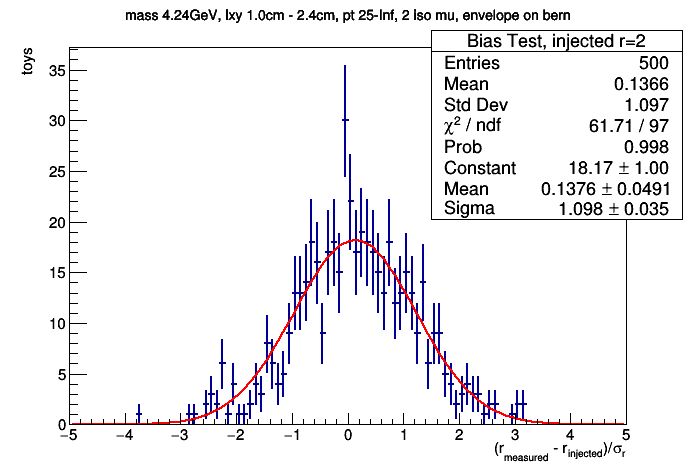 mass 4.24GeV, lxy 1.0cm - 2.4cm, pt 25-Inf, 2 Iso mu, envelope on bern
toys
Bias Test, injected r=2
Entries 500
Mean 0.1366
Std Dev 1.097
χ² / ndf 61.71 / 97
Prob 0.998
Constant 18.17 ± 1.00
Mean 0.1376 ± 0.0491
Sigma 1.098 ± 0.035
35
30
25
20
15
10
5
0
−5 −4 −3 −2 −1 0 1 2 3 4 5
(r_measured - r_injected)/σ_r